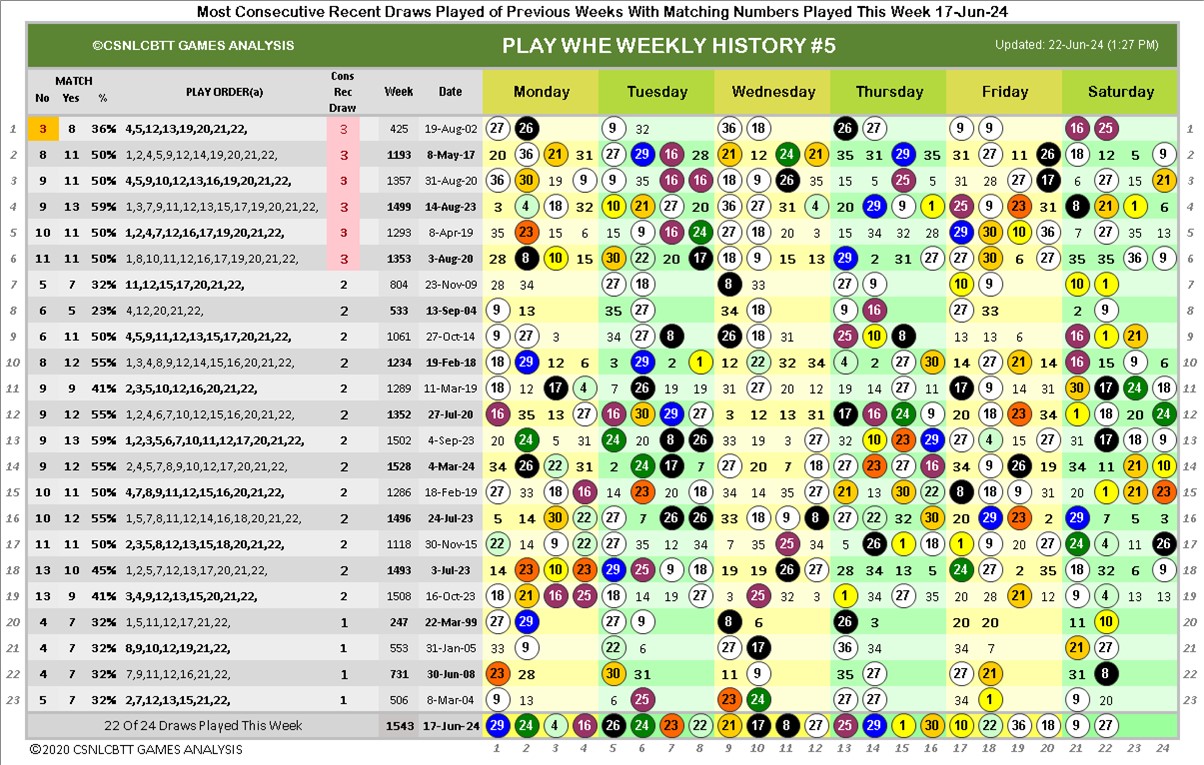 Most Consecutive Recent Draws Played of Previous Weeks With Matching Numbers Played This Week 17-Jun-24
©CSNLCBTT GAMES ANALYSIS PLAY WHE WEEKLY HISTORY #5 Updated: 22-Jun-24 (1:27 PM)
No MATCH Yes % PLAY ORDER(a) Cons Rec Draw Week Date Monday Tuesday Wednesday Thursday Friday Saturday
1 3 8 36% 4,5,12,13,19,20,21,22, 3 425 19-Aug-02 27 26 9 32 36 18 26 27 9 9 16 25 1
2 8 11 50% 1,2,4,5,9,12,14,19,20,21,22, 3 1193 8-May-17 20 36 21 31 27 29 16 28 21 12 24 21 35 31 29 35 31 27 11 26 18 12 5 9 2
3 9 11 50% 4,5,9,10,12,13,16,19,20,21,22, 3 1357 31-Aug-20 36 30 19 9 9 35 16 16 18 9 26 35 15 5 25 5 31 28 27 17 6 27 15 21 3
4 9 13 59% 1,3,7,9,11,12,13,15,17,19,20,21,22, 3 1499 14-Aug-23 3 4 18 32 10 21 27 20 36 27 31 4 20 29 9 1 25 9 23 31 8 21 1 6 4
5 10 11 50% 1,2,4,7,12,16,17,19,20,21,22, 3 1293 8-Apr-19 35 23 15 6 15 9 16 24 27 18 20 3 15 34 32 28 29 30 10 36 7 27 35 13 5
6 11 11 50% 1,8,10,11,12,16,17,19,20,21,22, 3 1353 3-Aug-20 28 8 10 15 30 22 20 17 18 9 15 13 29 2 31 27 27 30 6 27 35 35 36 9 6
7 5 7 32% 11,12,15,17,20,21,22, 2 804 23-Nov-09 28 34 27 18 8 33 27 9 10 9 10 1 7
8 6 5 23% 4,12,20,21,22, 2 533 13-Sep-04 9 13 35 27 34 18 9 16 27 33 2 9 8
9 6 11 50% 4,5,9,11,12,13,15,17,20,21,22, 2 1061 27-Oct-14 9 27 3 34 27 8 26 18 31 25 10 8 13 13 6 16 1 21 9
10 8 12 55% 1,3,4,8,9,12,14,15,16,20,21,22, 2 1234 19-Feb-18 18 29 12 6 3 29 2 1 12 22 32 34 4 2 27 30 14 27 21 14 16 15 9 6 10
11 9 9 41% 2,3,5,10,12,16,20,21,22, 2 1289 11-Mar-19 18 12 17 4 7 26 19 19 31 27 20 12 19 14 27 11 17 9 14 31 30 17 24 18 11
12 9 12 55% 1,2,4,6,7,10,12,15,16,20,21,22, 2 1352 27-Jul-20 16 35 13 27 16 30 29 27 3 12 13 31 17 16 24 9 20 18 23 34 1 18 20 24 12
13 9 13 59% 1,2,3,5,6,7,10,11,12,17,20,21,22, 2 1502 4-Sep-23 20 24 5 31 24 20 8 26 33 19 3 27 32 10 23 29 27 4 15 27 31 17 18 9 13
14 9 12 55% 2,4,5,7,8,9,10,12,17,20,21,22, 2 1528 4-Mar-24 34 26 22 31 2 24 17 7 27 20 7 18 27 23 27 16 34 9 26 19 34 11 21 10 14
15 10 11 50% 4,7,8,9,11,12,15,16,20,21,22, 2 1286 18-Feb-19 27 33 18 16 14 23 20 18 34 14 35 27 21 13 30 22 8 18 9 31 20 1 21 23 15
16 10 12 55% 1,5,7,8,11,12,14,16,18,20,21,22, 2 1496 24-Jul-23 5 14 30 22 27 7 17 26 33 18 9 8 27 22 32 16 20 29 23 2 29 7 5 3 16
17 11 11 50% 2,3,5,8,12,13,15,18,20,21,22, 2 1118 30-Nov-15 22 14 9 22 27 35 12 34 7 35 25 34 5 26 1 18 1 9 20 27 24 4 11 26 17
18 13 10 45% 1,2,5,7,12,13,17,20,21,22, 2 1493 3-Jul-23 14 23 10 23 29 25 9 18 19 19 26 27 28 34 13 5 24 27 2 35 18 32 6 9 18
19 13 9 41% 3,4,9,12,13,15,20,21,22, 2 1508 16-Oct-23 18 21 16 25 18 14 19 27 3 25 32 3 1 34 27 35 20 28 21 12 9 4 13 13 19
20 4 7 32% 1,5,11,12,17,21,22, 1 247 22-Mar-99 27 29 27 9 8 6 26 3 20 20 11 10 20
21 4 7 32% 8,9,10,12,19,21,22, 1 553 31-Jan-05 33 9 22 6 27 17 36 34 34 7 21 27 21
22 4 7 32% 7,9,11,12,16,21,22, 1 731 30-Jun-08 23 28 30 31 11 9 35 27 27 21 31 8 22
23 5 7 32% 2,7,12,13,15,21,22, 1 506 8-Mar-04 9 13 6 25 23 24 27 27 34 1 9 20 23
22 Of 24 Draws Played This Week 1543 17-Jun-24 29 24 4 16 26 24 23 22 21 17 8 27 25 29 1 30 10 22 36 18 9 27
©2020 CSNLCBTT GAMES ANALYSIS 1 2 3 4 5 6 7 8 9 10 11 12 13 14 15 16 17 18 19 20 21 22 23 24